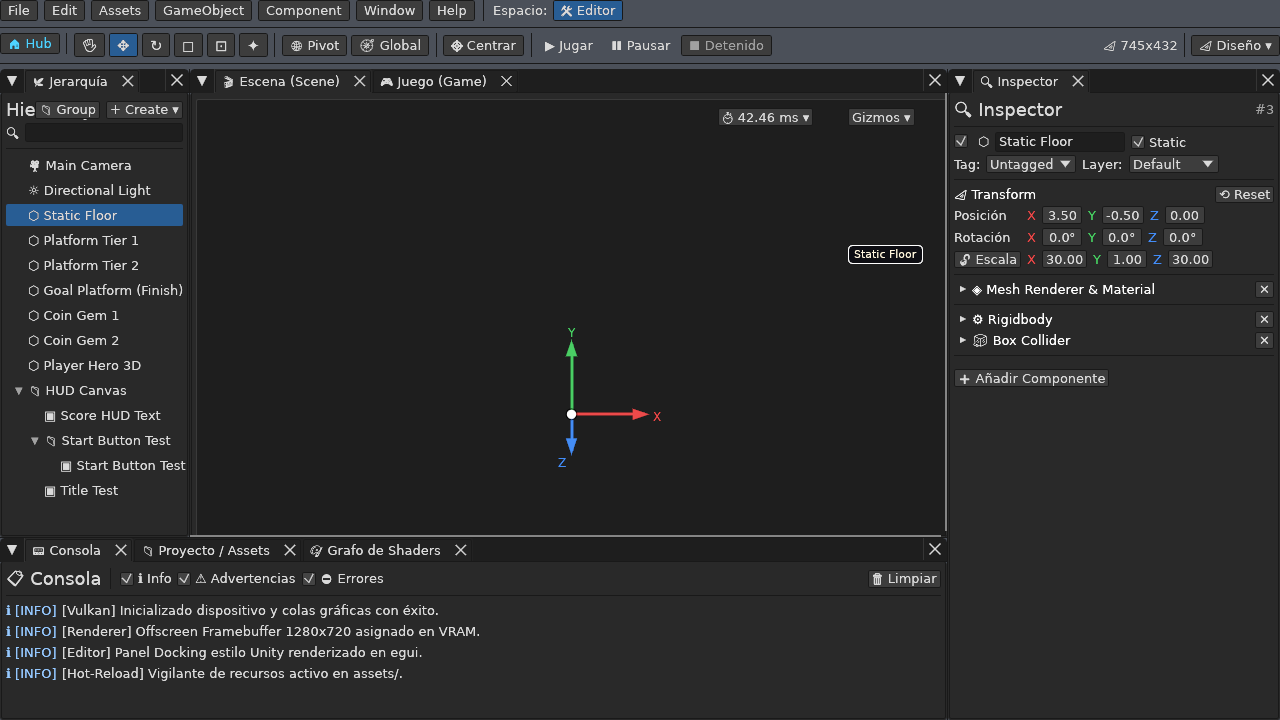 File Edit Assets GameObject Component Window Help Espacio: Editor
Hub Pivot Global Centrar Jugar Pausar Detenido 745x432 Diseño
Jerarquía
Hie Group + Create
Main Camera
Directional Light
Static Floor
Platform Tier 1
Platform Tier 2
Goal Platform (Finish)
Coin Gem 1
Coin Gem 2
Player Hero 3D
HUD Canvas
Score HUD Text
Start Button Test
Start Button Test
Title Test
Escena (Scene) Juego (Game)
42.46 ms Gizmos
Static Floor
Y
X
Z
Inspector
Inspector #3
Static Floor Static
Tag: Untagged Layer: Default
Transform Reset
Posición X 3.50 Y -0.50 Z 0.00
Rotación X 0.0° Y 0.0° Z 0.0°
Escala X 30.00 Y 1.00 Z 30.00
Mesh Renderer & Material
Rigidbody
Box Collider
+ Añadir Componente
Consola Proyecto / Assets Grafo de Shaders
Consola Info Advertencias Errores Limpiar
[INFO] [Vulkan] Inicializado dispositivo y colas gráficas con éxito.
[INFO] [Renderer] Offscreen Framebuffer 1280x720 asignado en VRAM.
[INFO] [Editor] Panel Docking estilo Unity renderizado en egui.
[INFO] [Hot-Reload] Vigilante de recursos activo en assets/.